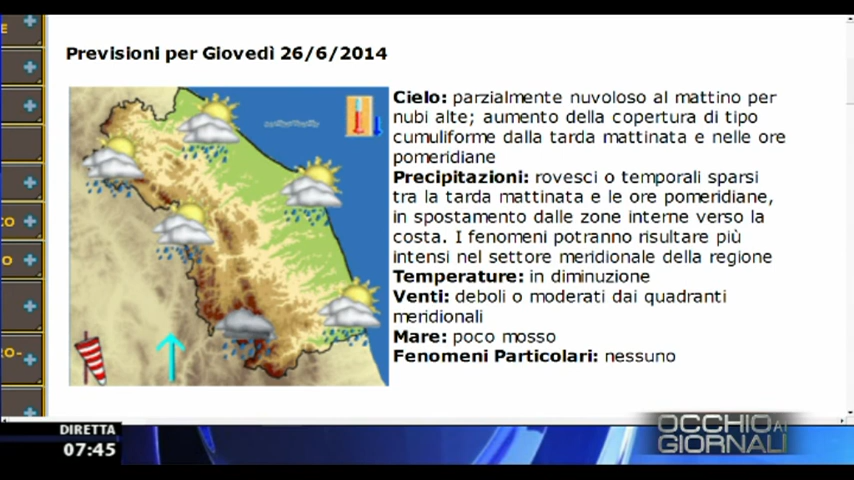 Previsioni per Giovedì 26/6/2014
Cielo: parzialmente nuvoloso al mattino per
nubi alte; aumento della copertura di tipo
cumuliforme dalla tarda mattinata e nelle ore
pomeridiane
Precipitazioni: rovesci o temporali sparsi
tra la tarda mattinata e le ore pomeridiane,
in spostamento dalle zone interne verso la
costa. I fenomeni potranno risultare più
intensi nel settore meridionale della regione
Temperature: in diminuzione
Venti: deboli o moderati dai quadranti
meridionali
Mare: poco mosso
Fenomeni Particolari: nessuno
DIRETTA
07:45
OCCHIO AI
GIORNALI